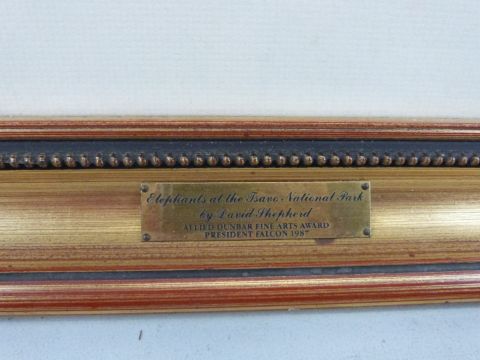 Elephants at the Tsavo National Park
by David Shepherd
ALLIED DUNBAR FINE ARTS AWARD
PRESIDENT FALCON 1987